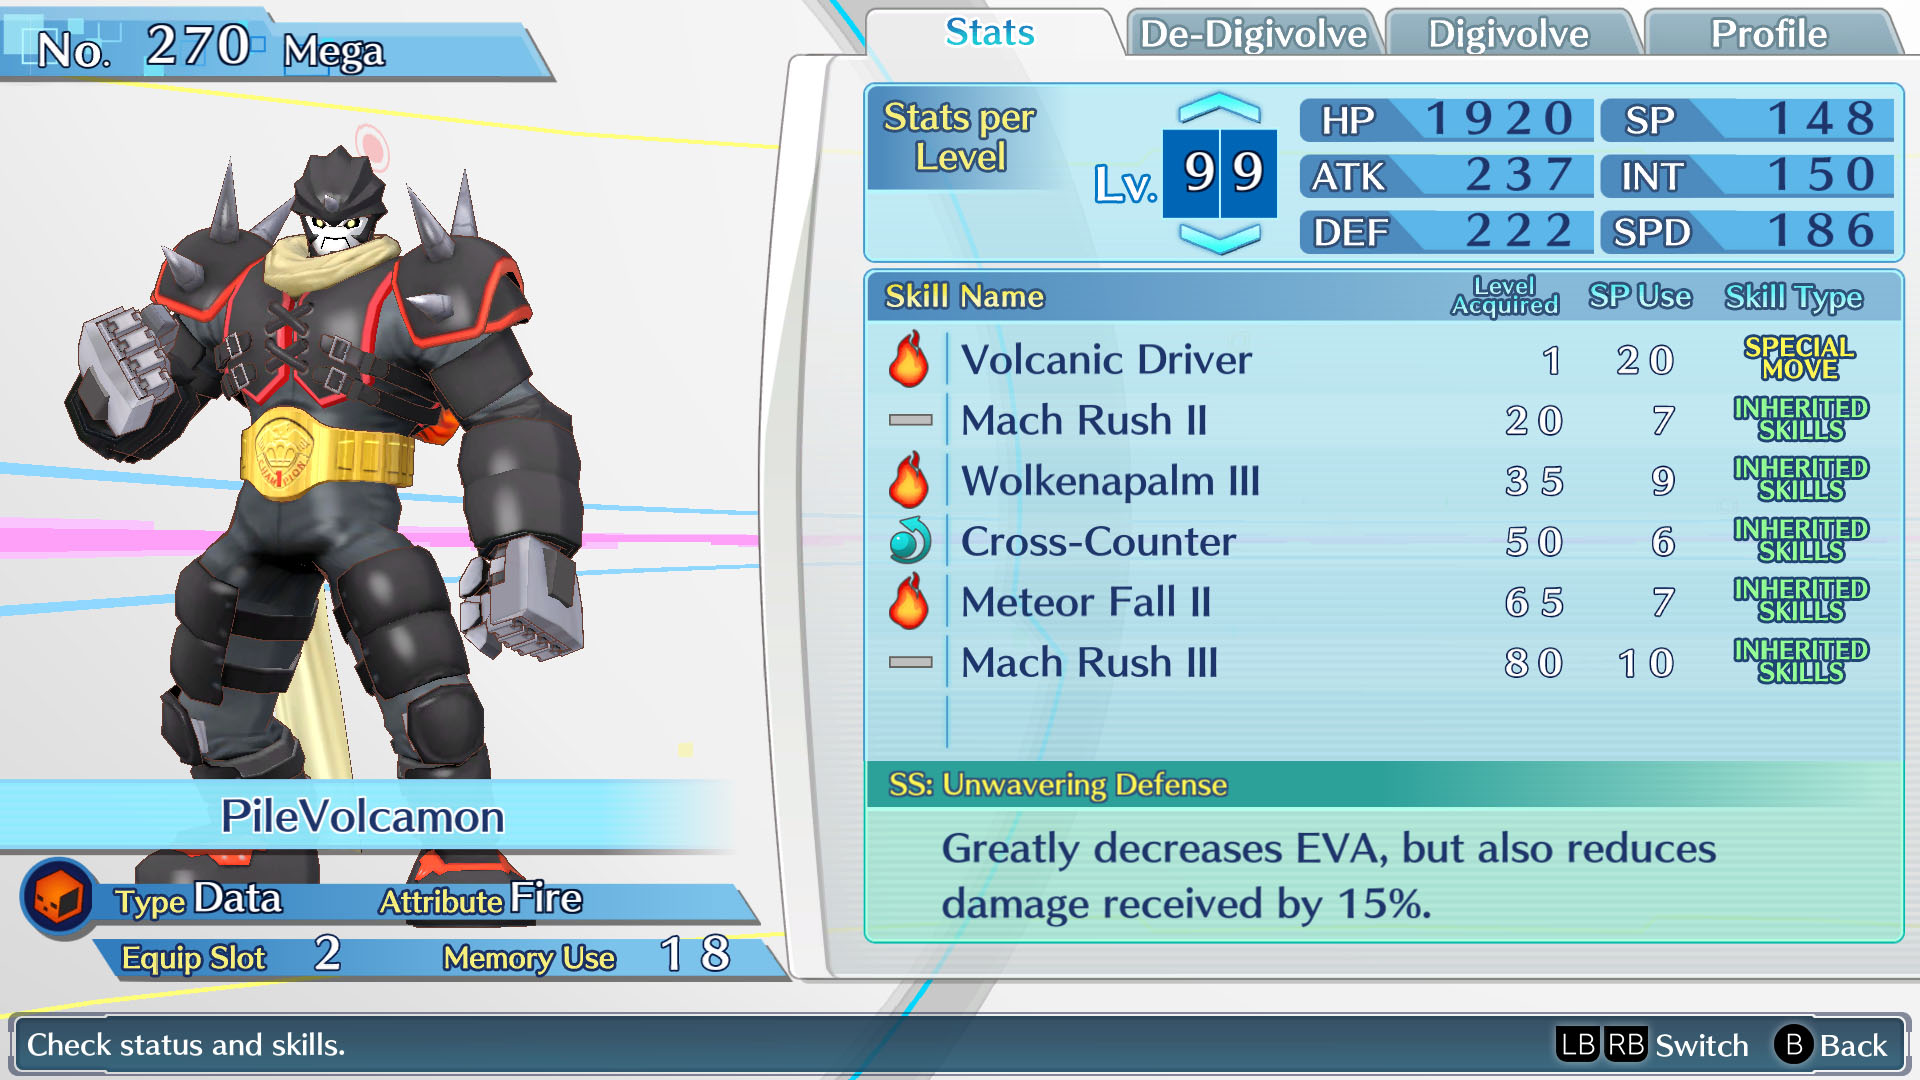 No. 270 Mega
Stats
De-Digivolve
Digivolve
Profile
Stats per
Level
Lv. 99
HP 1920
SP 148
ATK 237
INT 150
DEF 222
SPD 186
Skill Name
Level
Acquired
SP Use
Skill Type
Volcanic Driver 1 20 SPECIAL
MOVE
Mach Rush II 20 7 INHERITED
SKILLS
Wolkenapalm III 35 9 INHERITED
SKILLS
Cross-Counter 50 6 INHERITED
SKILLS
Meteor Fall II 65 7 INHERITED
SKILLS
Mach Rush III 80 10 INHERITED
SKILLS
SS: Unwavering Defense
Greatly decreases EVA, but also reduces
damage received by 15%.
CHAMPION
1
PileVolcamon
Type Data Attribute Fire
Equip Slot 2 Memory Use 18
Check status and skills.
LB RB Switch B Back